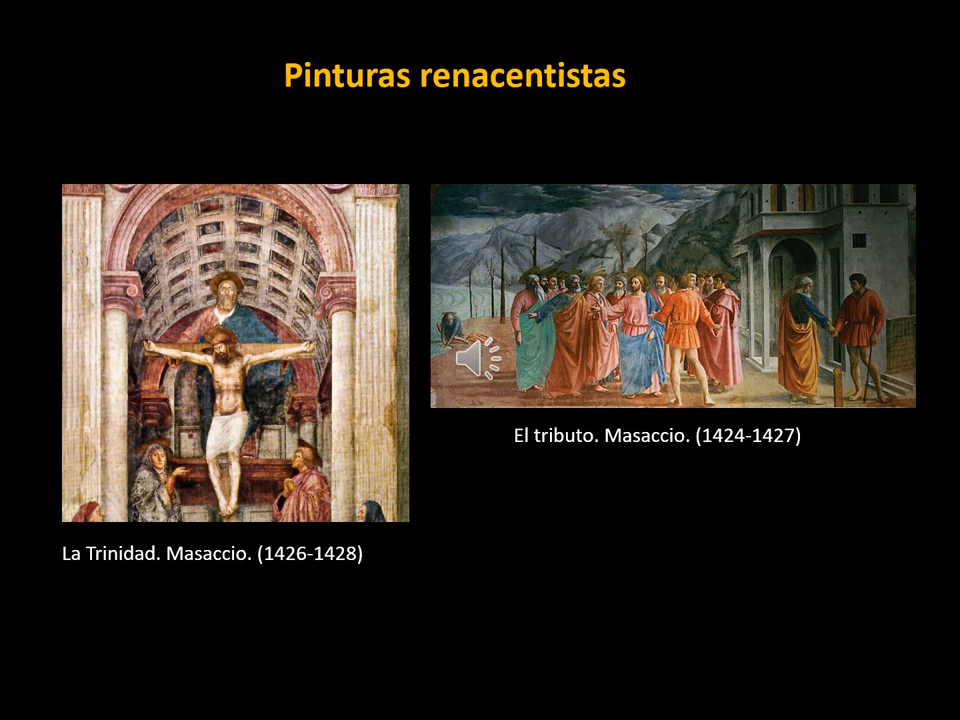 Pinturas renacentistas
El tributo. Masaccio. (1424-1427)
La Trinidad. Masaccio. (1426-1428)